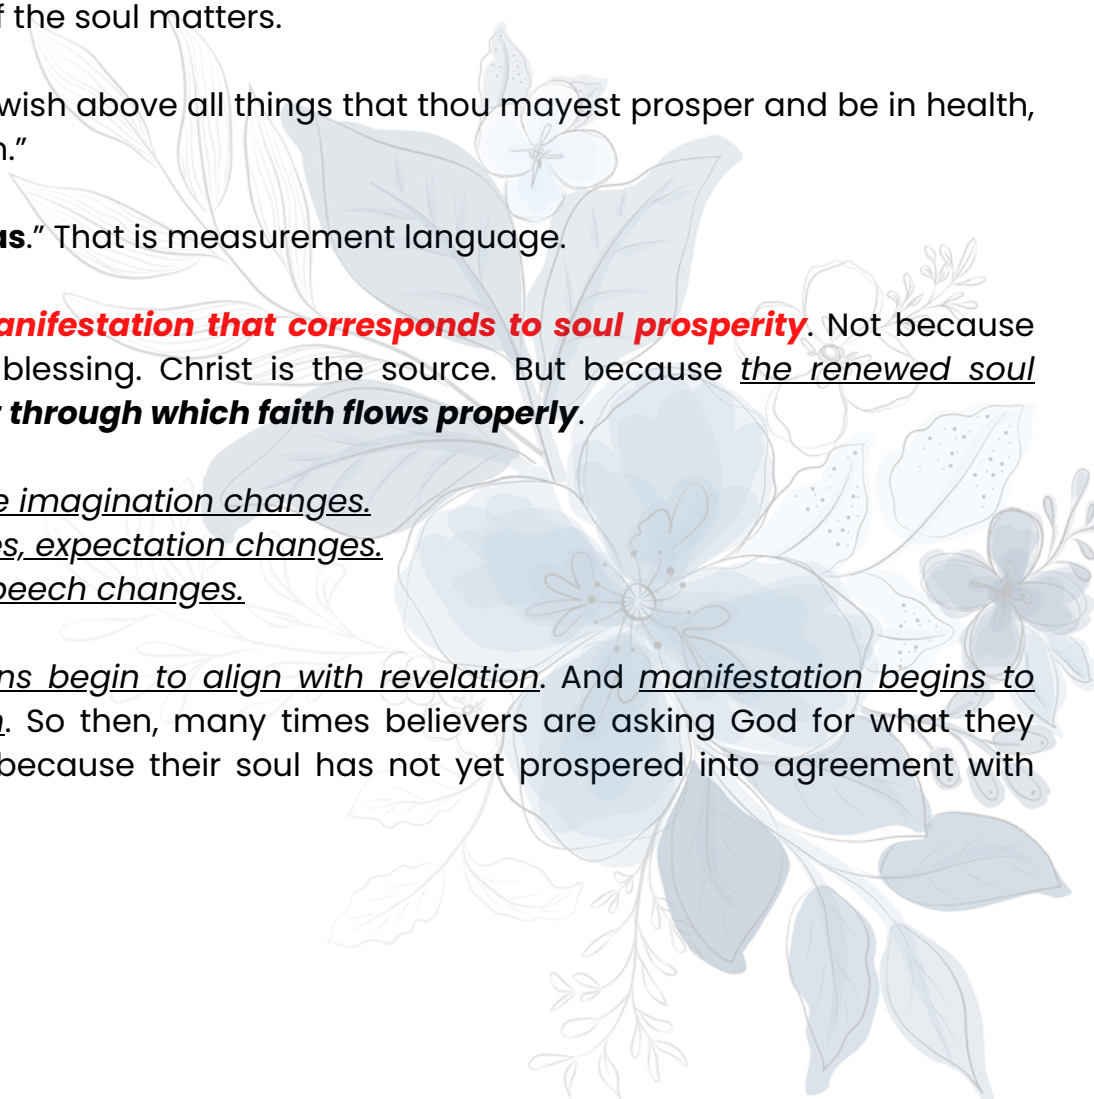 f the soul matters.
wish above all things that thou mayest prosper and be in health,
.”
as.” That is measurement language.
anifestation that corresponds to soul prosperity. Not because
blessing. Christ is the source. But because the renewed soul
through which faith flows properly.
e imagination changes.
es, expectation changes.
peech changes.
ns begin to align with revelation. And manifestation begins to
. So then, many times believers are asking God for what they
because their soul has not yet prospered into agreement with